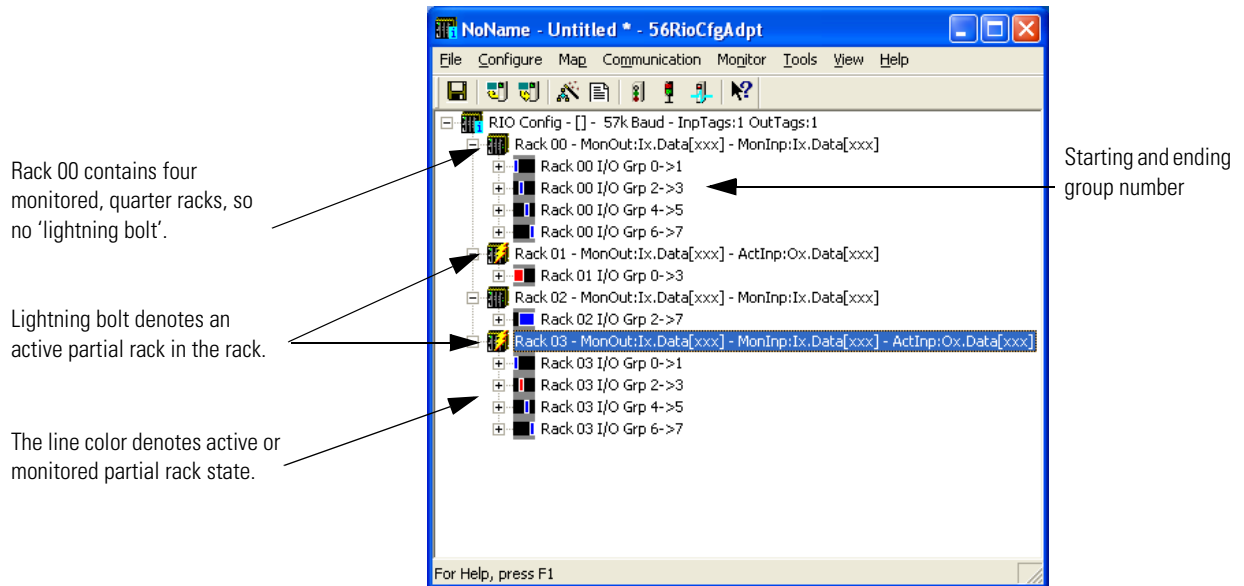 NoName - Untitled * - 56RioCfgAdpt
File Configure Map Communication Monitor Tools View Help
RIO Config - [] - 57k Baud - InpTags:1 OutTags:1
Rack 00 - MonOut:Ix.Data[xxx] - MonInp:Ix.Data[xxx]
Rack 00 I/O Grp 0->1
Rack 00 I/O Grp 2->3
Rack 00 I/O Grp 4->5
Rack 00 I/O Grp 6->7
Rack 01 - MonOut:Ix.Data[xxx] - ActInp:Ox.Data[xxx]
Rack 01 I/O Grp 0->3
Rack 02 - MonOut:Ix.Data[xxx] - MonInp:Ix.Data[xxx]
Rack 02 I/O Grp 2->7
Rack 03 - MonOut:Ix.Data[xxx] - MonInp:Ix.Data[xxx] - ActInp:Ox.Data[xxx]
Rack 03 I/O Grp 0->1
Rack 03 I/O Grp 2->3
Rack 03 I/O Grp 4->5
Rack 03 I/O Grp 6->7
For Help, press F1
Rack 00 contains four
monitored, quarter racks, so
no ‘lightning bolt’.
Lightning bolt denotes an
active partial rack in the rack.
The line color denotes active or
monitored partial rack state.
Starting and ending
group number